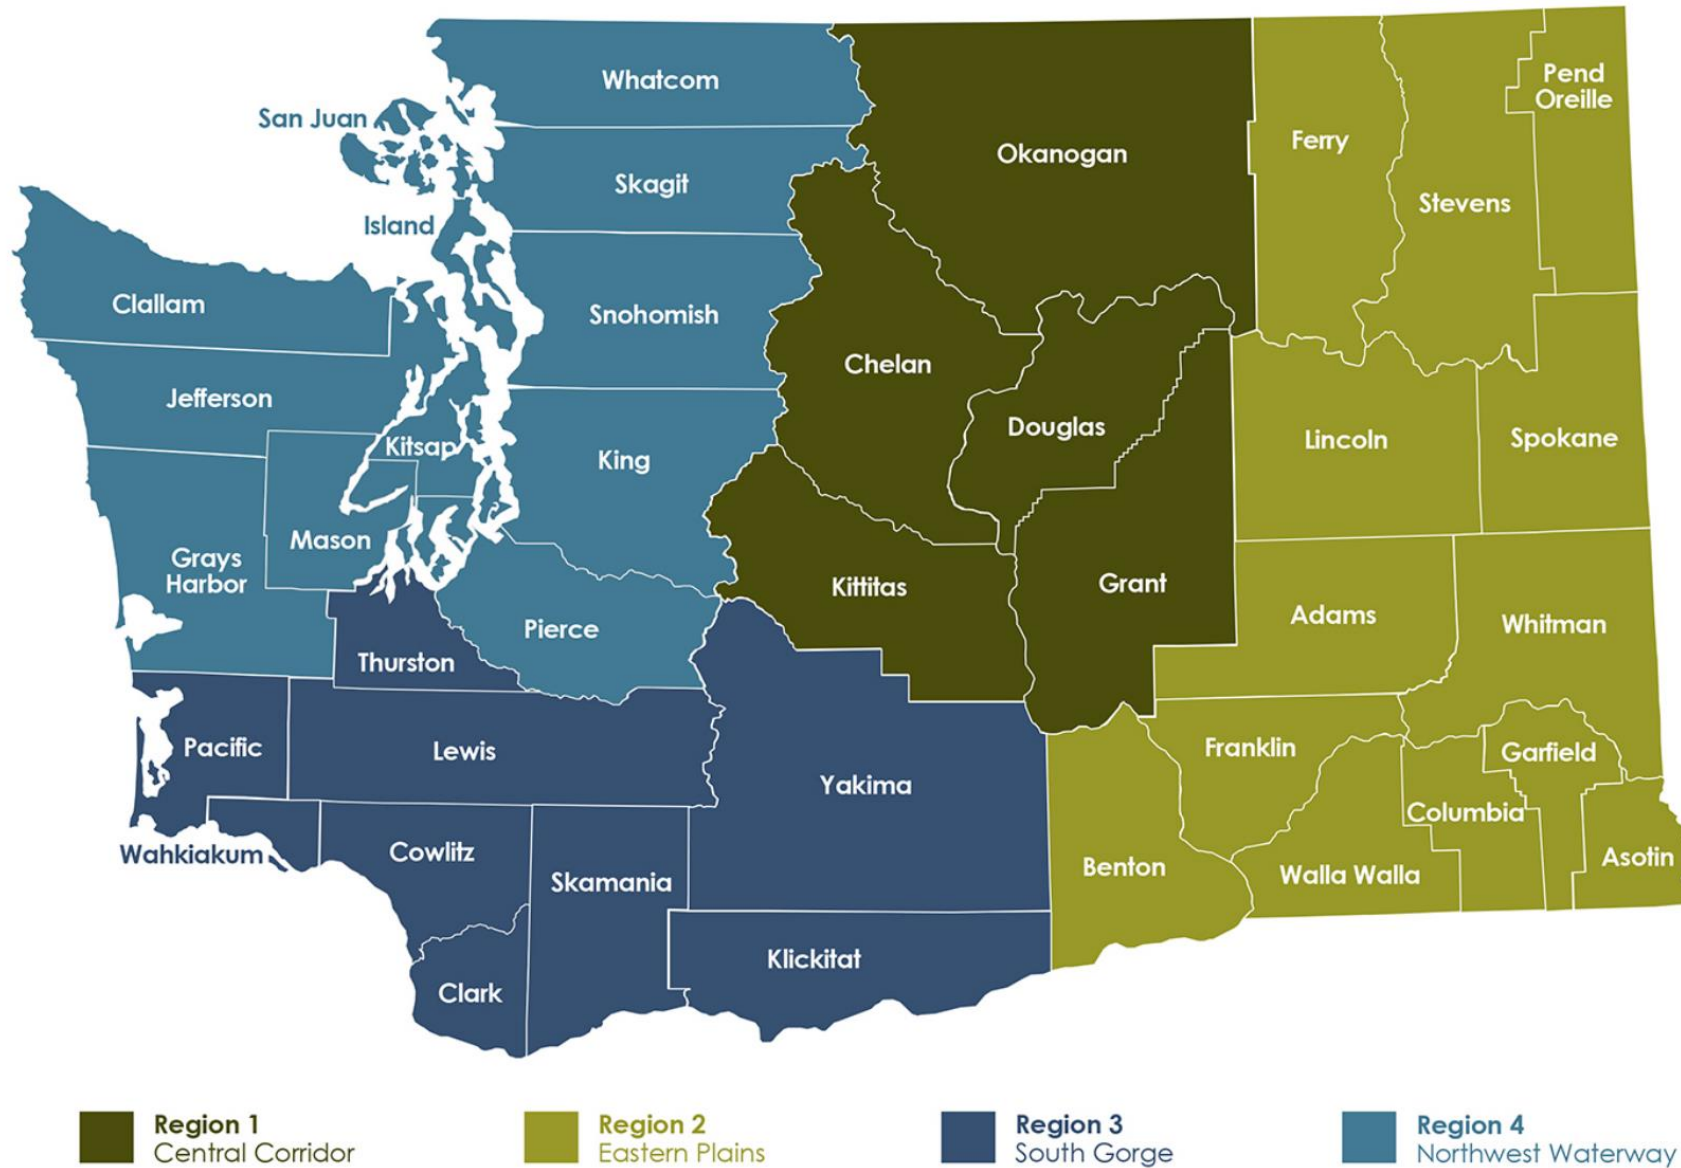 Whatcom
San Juan
Skagit
Island
Snohomish
Clallam
Jefferson
Kitsap
King
Mason
Grays
Harbor
Pierce
Okanogan
Chelan
Douglas
Kittitas
Grant
Ferry
Stevens
Pend
Oreille
Lincoln
Spokane
Adams
Whitman
Thurston
Pacific
Lewis
Yakima
Wahkiakum
Cowlitz
Skamania
Clark
Klickitat
Benton
Franklin
Walla Walla
Columbia
Garfield
Asotin
Region 1
Central Corridor
Region 2
Eastern Plains
Region 3
South Gorge
Region 4
Northwest Waterway